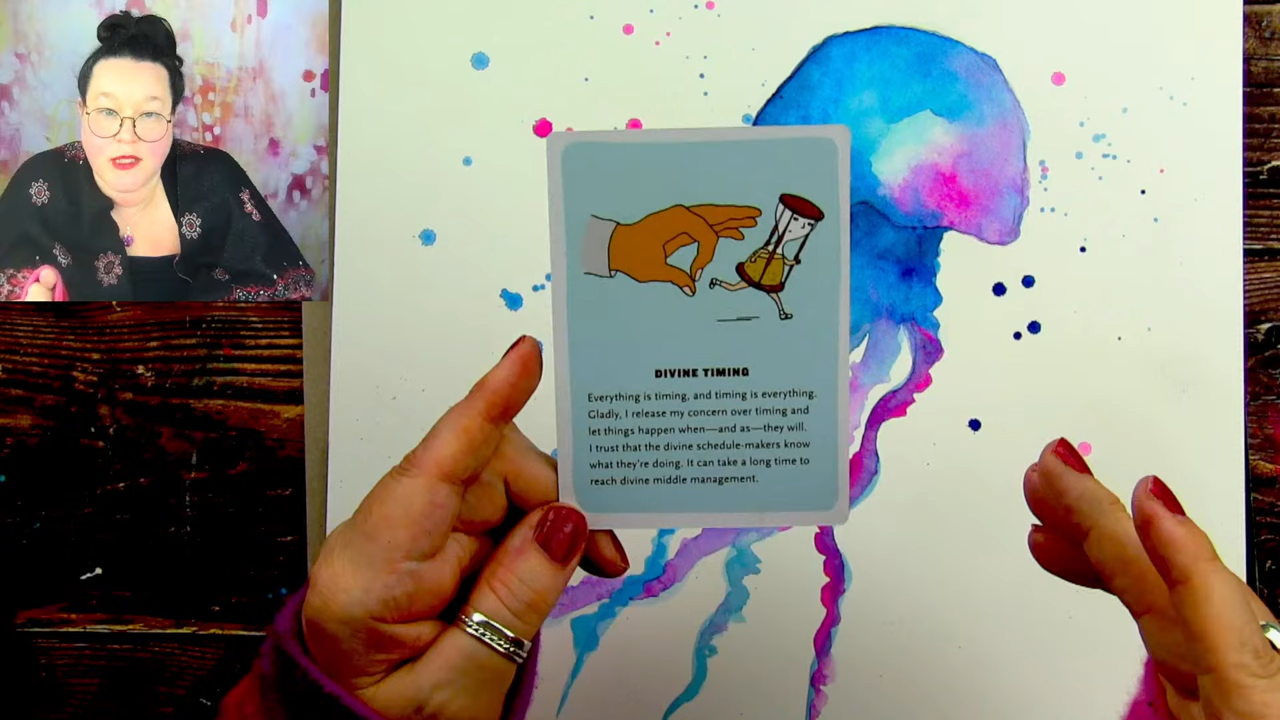 DIVINE TIMING
Everything is timing, and timing is everything.
Gladly, I release my concern over timing and
let things happen when—and as—they will.
I trust that the divine schedule-makers know
what they're doing. It can take a long time to
reach divine middle management.